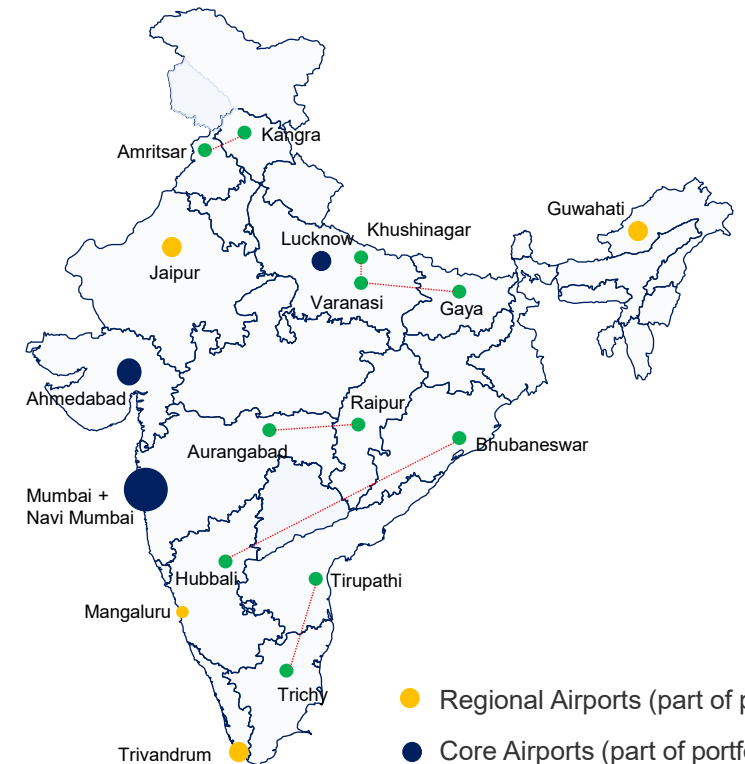 Kangra
Amritsar
Guwahati
Khushinagar
Lucknow
Jaipur
Varanasi
Gaya
Ahmedabad
Raipur
Aurangabad
Bhubaneswar
Mumbai +
Navi Mumbai
Hubbali
Tirupathi
Mangaluru
Trichy
Regional Airports (part of
Trivandrum
Core Airports (part of